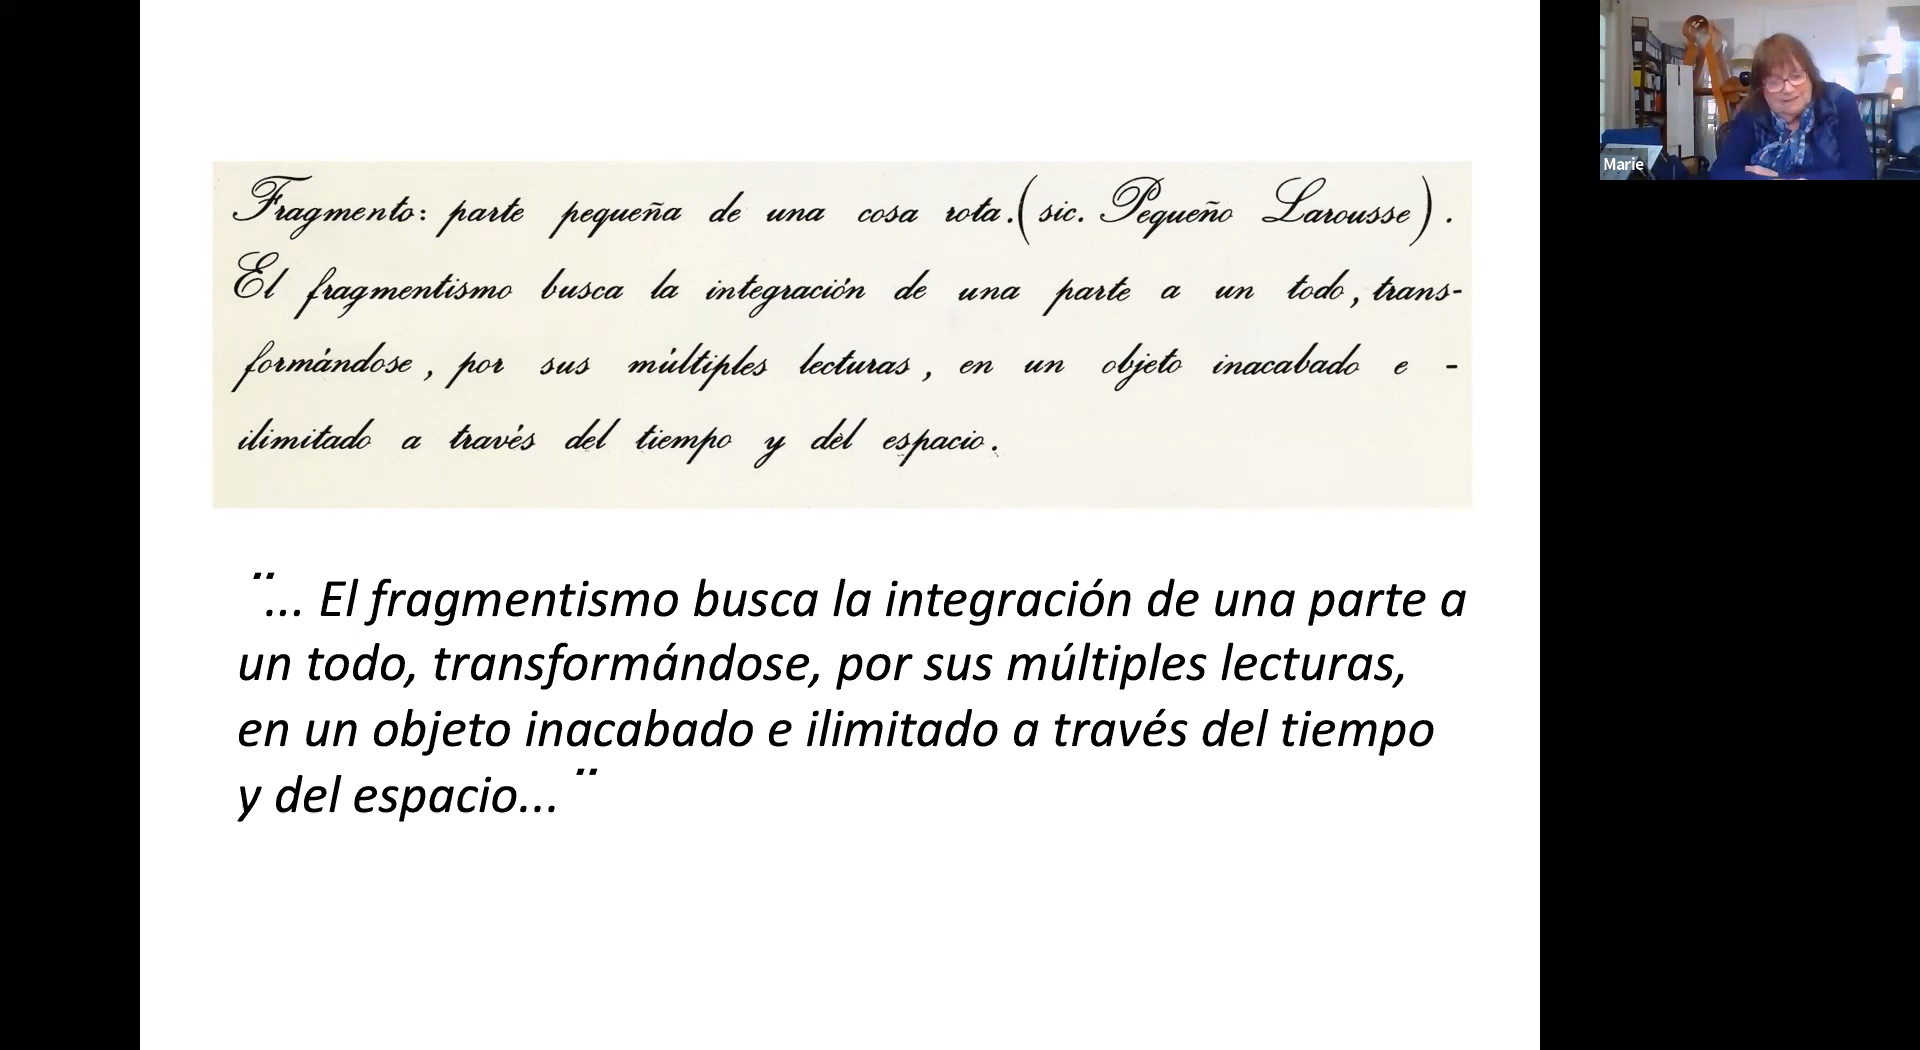 Fragmento: parte pequeña de una cosa rota. (sic. Pequeño Larousse).
El fragmentismo busca la integración de una parte a un todo, trans-
formándose, por sus múltiples lecturas, en un objeto inacabado e -
ilimitado a través del tiempo y del espacio.
¨... El fragmentismo busca la integración de una parte a
un todo, transformándose, por sus múltiples lecturas,
en un objeto inacabado e ilimitado a través del tiempo
y del espacio... ¨
Marie